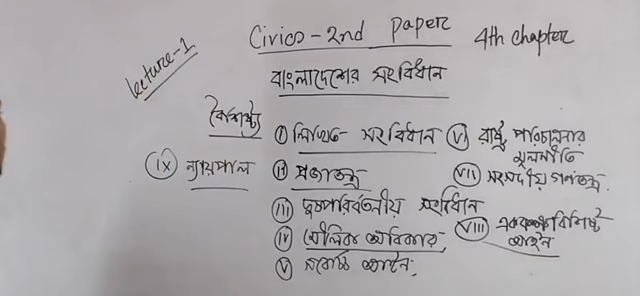 Lecture-1
Civics - 2nd paper 4th chapter
বাংলাদেশের সংবিধান
বৈশিষ্ট্য
(i) লিখিত সংবিধান
(ii) প্রজাতন্ত্র
(iii) দুষ্পরিবর্তনীয় সংবিধান
(iv) মৌলিক অধিকার,
(v) সর্বোচ্চ আইন,
(vi) রাষ্ট্র পরিচালনার
মূলনীতি
(vii) সংসদীয় গণতন্ত্র
(viii) এককক্ষবিশিষ্ট
আইন
(ix) ন্যায়পাল